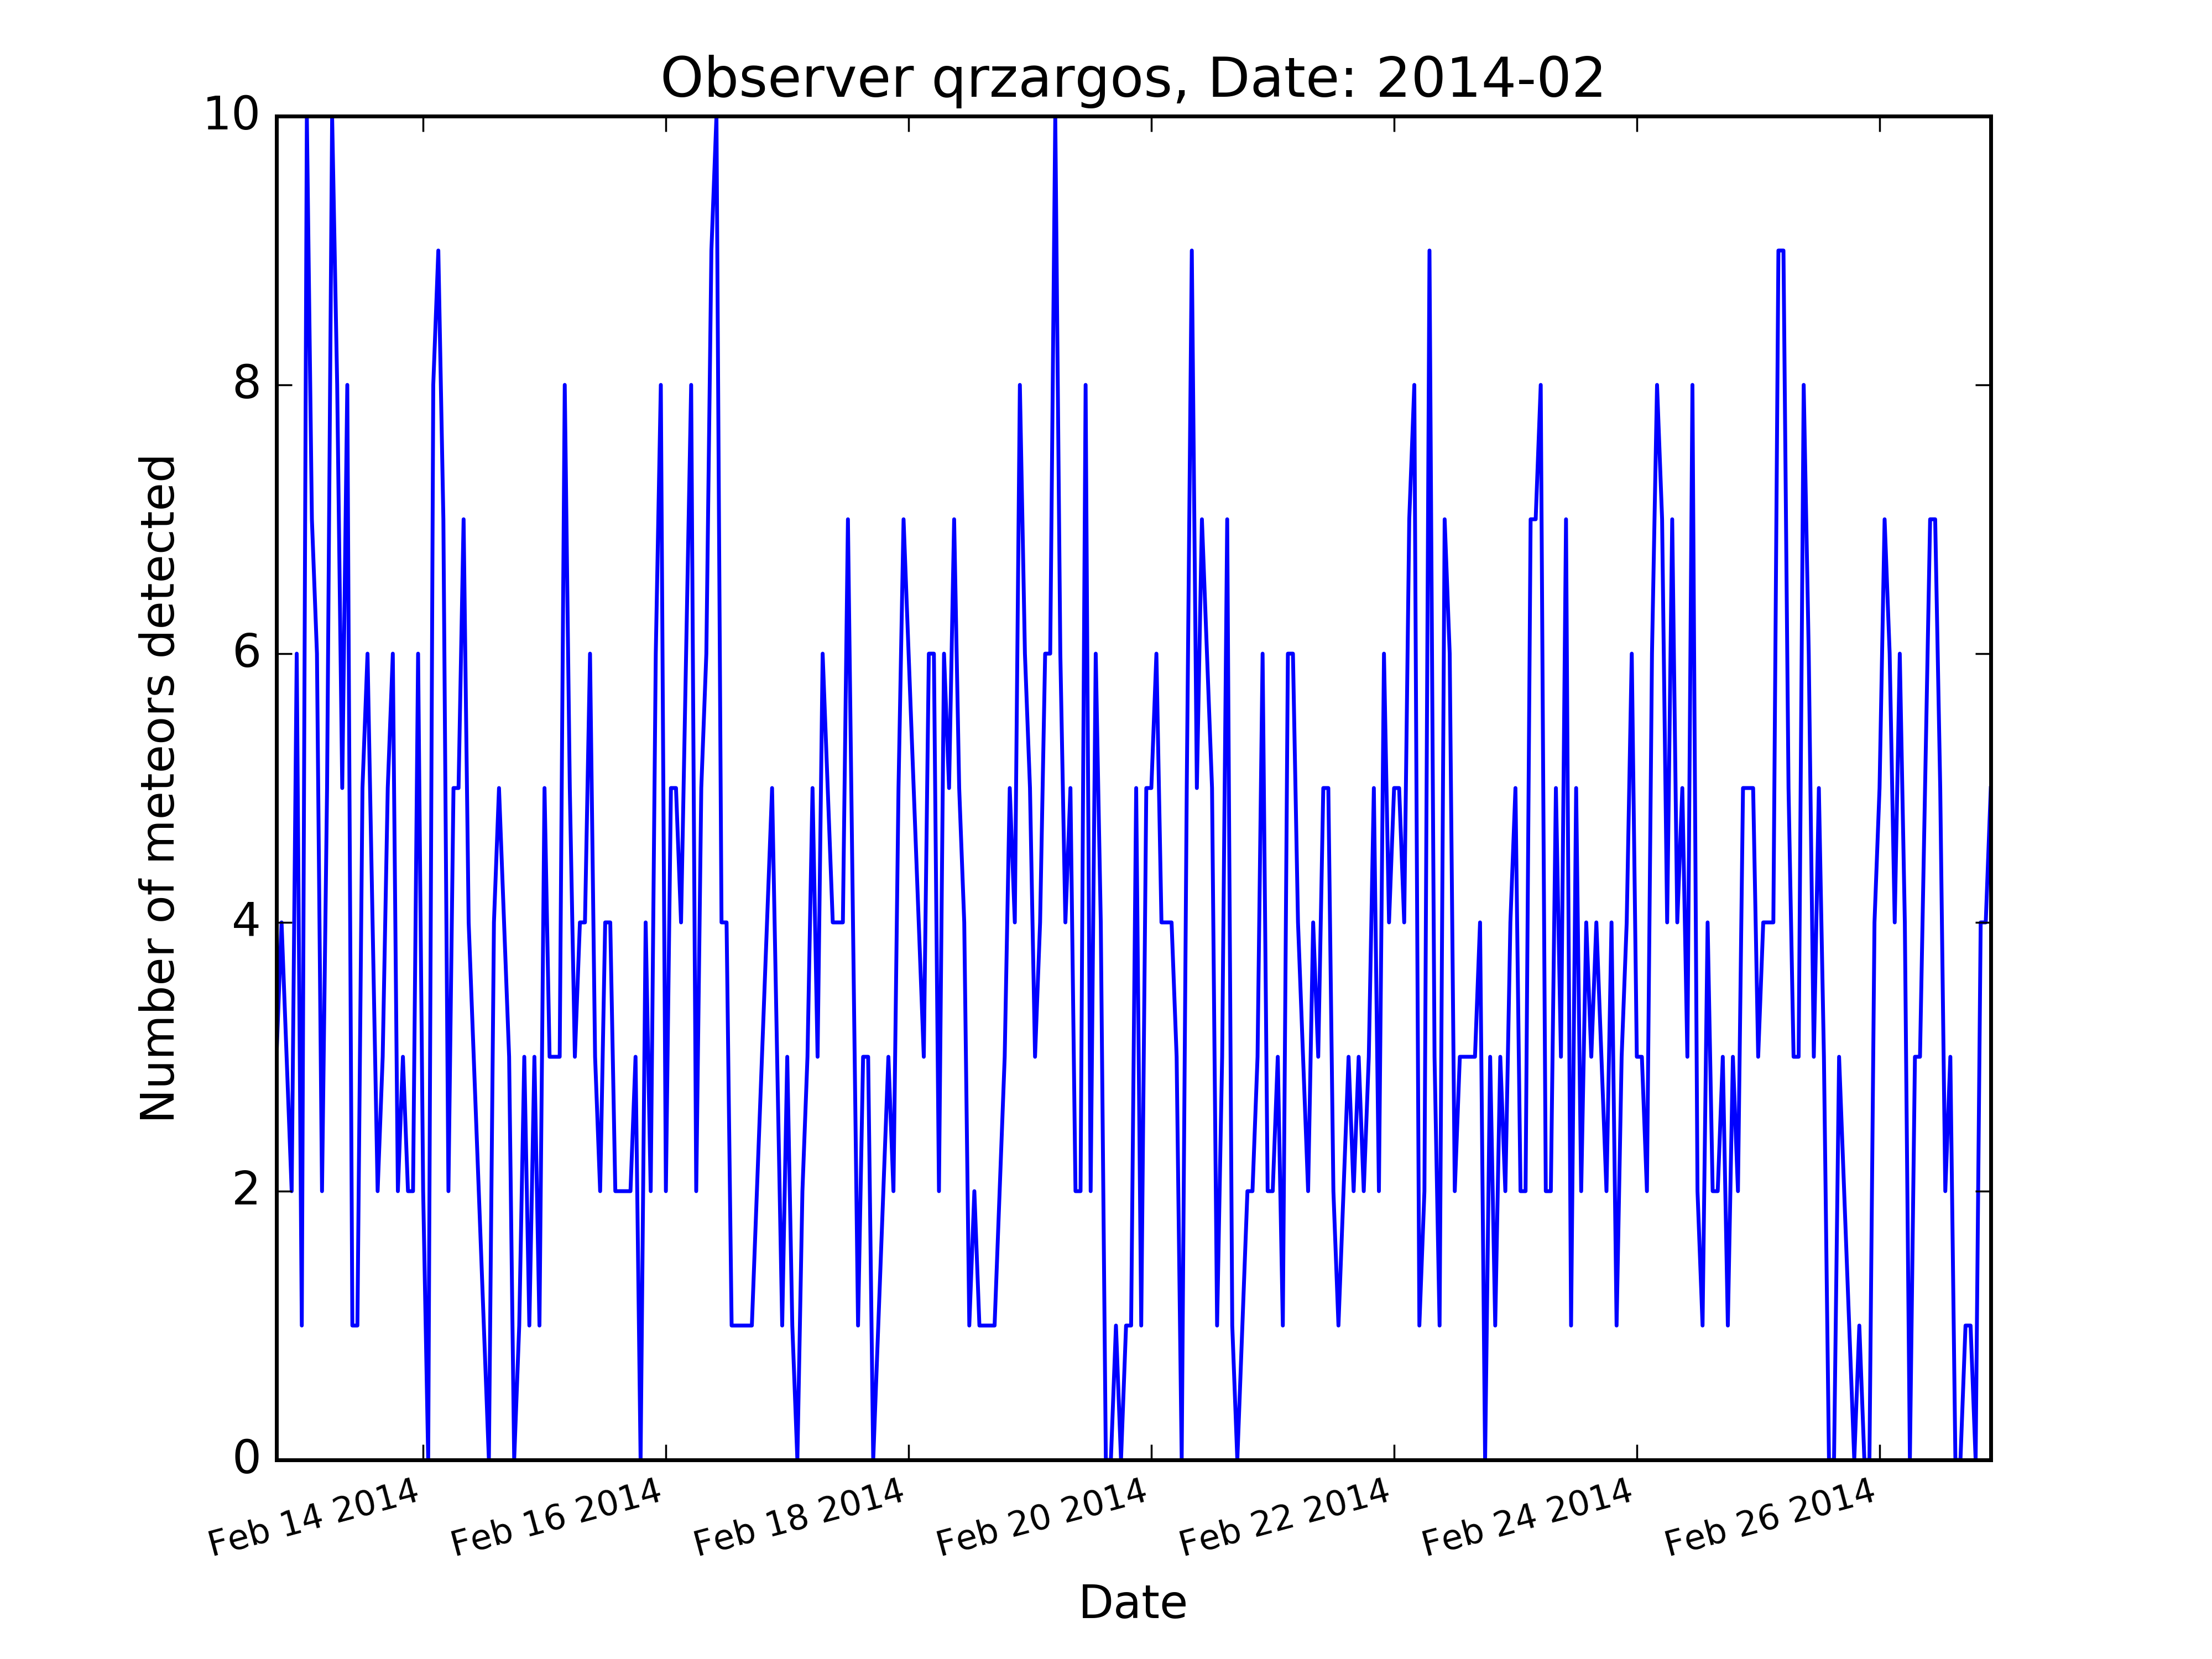 Observer qrzargos, Date: 2014-02
Number of meteors detected
10
8
6
4
2
0
Feb 14 2014
Feb 16 2014
Feb 18 2014
Feb 20 2014
Feb 22 2014
Feb 24 2014
Feb 26 2014
Date